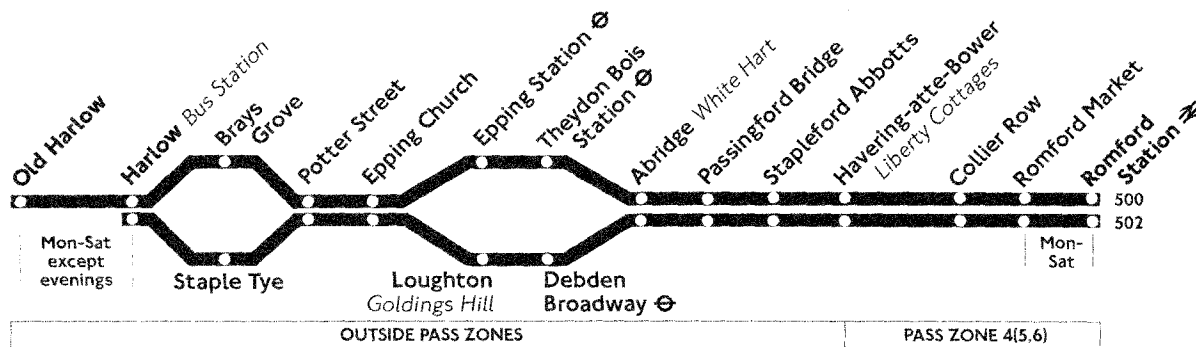 Old Harlow
Harlow Bus Station
Brays
Grove
Potter Street
Epping Church
Epping Station
Theydon Bois
Station
Abridge White Hart
Passingford Bridge
Stapleford Abbotts
Havering-atte-Bower
Liberty Cottages
Collier Row
Romford Market
Romford
Station
500
502
Mon-Sat
except
evenings
Staple Tye
Loughton
Goldings Hill
Debden
Broadway
Mon-
Sat
OUTSIDE PASS ZONES
PASS ZONE 4(5,6)